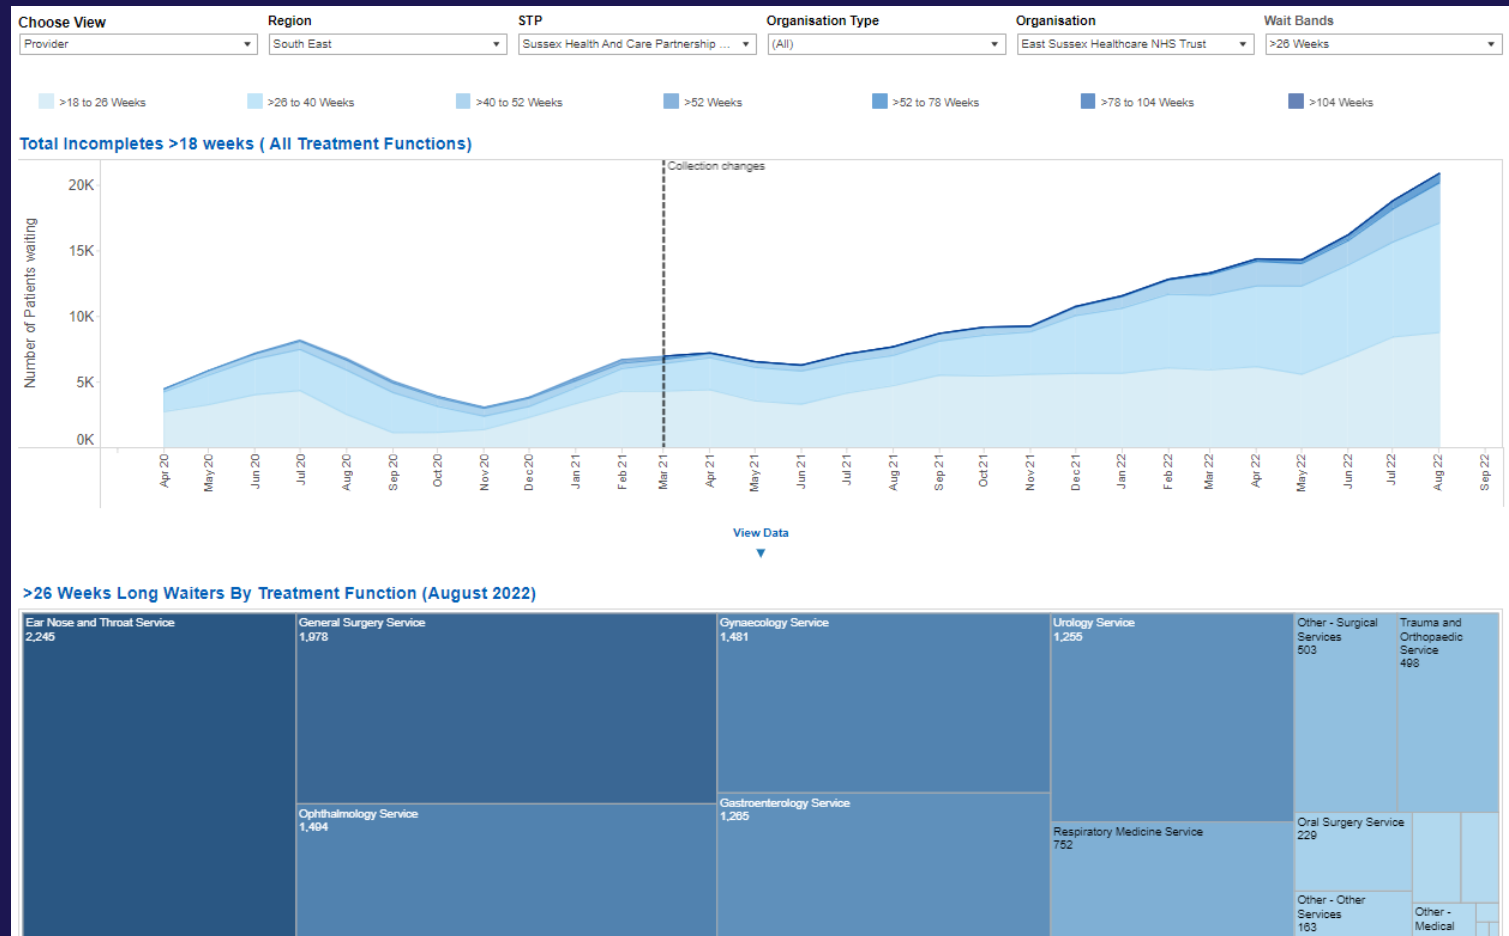 Choose View
Region
STP
Organisation Type
Organisation
Wait Bands
Provider
South East
Sussex Health And Care Partnership ...
(All)
East Sussex Healthcare NHS Trust
>26 Weeks
>18 to 26 Weeks
>26 to 40 Weeks
>40 to 52 Weeks
>52 Weeks
>52 to 78 Weeks
>78 to 104 Weeks
>104 Weeks
Total Incompletes >18 weeks ( All Treatment Functions)
Collection changes
Number of Patients waiting
20K
15K
10K
5K
0K
Apr 20
May 20
Jun 20
Jul 20
Aug 20
Sep 20
Oct 20
Nov 20
Dec 20
Jan 21
Feb 21
Mar 21
Apr 21
May 21
Jun 21
Jul 21
Aug 21
Sep 21
Oct 21
Nov 21
Dec 21
Jan 22
Feb 22
Mar 22
Apr 22
May 22
Jun 22
Jul 22
Aug 22
Sep 22
View Data
>26 Weeks Long Waiters By Treatment Function (August 2022)
Ear Nose and Throat Service
2,245
General Surgery Service
1,978
Ophthalmology Service
1,494
Gynaecology Service
1,481
Gastroenterology Service
1,265
Urology Service
1,255
Respiratory Medicine Service
752
Other - Surgical
Services
503
Trauma and
Orthopaedic
Service
498
Oral Surgery Service
229
Other - Other
Services
163
Other -
Medical